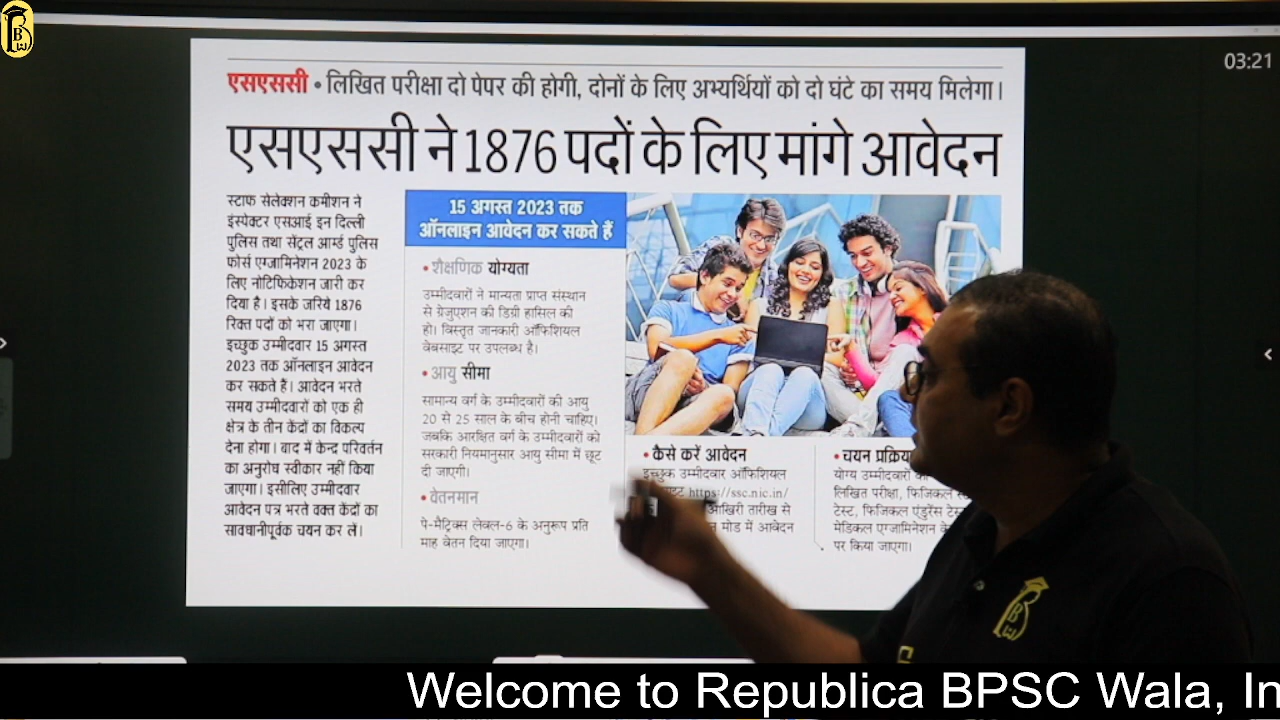 03:21
एसएससी • लिखित परीक्षा दो पेपर की होगी, दोनों के लिए अभ्यर्थियों को दो घंटे का समय मिलेगा।
एसएससी ने 1876 पदों के लिए मांगे आवेदन
स्टाफ सेलेक्शन कमीशन ने
इंस्पेक्टर एसआई इन दिल्ली
पुलिस तथा सेंट्रल आर्म्ड पुलिस
फोर्स एग्जामिनेशन 2023 के
लिए नोटिफिकेशन जारी कर
दिया है। इसके जरिये 1876
रिक्त पदों को भरा जाएगा।
इच्छुक उम्मीदवार 15 अगस्त
2023 तक ऑनलाइन आवेदन
कर सकते हैं। आवेदन भरते
समय उम्मीदवारों को एक ही
क्षेत्र के तीन केंद्रों का विकल्प
देना होगा। बाद में केन्द परिवर्तन
का अनुरोध स्वीकार नहीं किया
जाएगा। इसीलिए उम्मीदवार
आवेदन पत्र भरते वक्त केंद्रों का
सावधानीपूर्वक चयन कर लें।
15 अगस्त 2023 तक
ऑनलाइन आवेदन कर सकते हैं
• शैक्षणिक योग्यता
उम्मीदवारों ने मान्यता प्राप्त संस्थान
से ग्रेजुएशन की डिग्री हासिल की
हो। विस्तृत जानकारी ऑफिशियल
वेबसाइट पर उपलब्ध है।
• आयु सीमा
सामान्य वर्ग के उम्मीदवारों की आयु
20 से 25 साल के बीच होनी चाहिए।
जबकि आरक्षित वर्ग के उम्मीदवारों को
सरकारी नियमानुसार आयु सीमा में छूट
दी जाएगी।
• वेतनमान
पे-मैट्रिक्स लेवल-6 के अनुरूप प्रति
माह वेतन दिया जाएगा।
• कैसे करें आवेदन
इच्छुक उम्मीदवार ऑफिशियल
https://ssc.nic.in/
आखिरी तारीख से
मोड में आवेदन
• चयन प्रक्रिया
योग्य उम्मीदवारों
लिखित परीक्षा, फिजिकल
टेस्ट, फिजिकल एंडुरेंस टेस्ट
मेडिकल एग्जामिनेशन के
पर किया जाएगा।
Welcome to Republica BPSC Wala, In